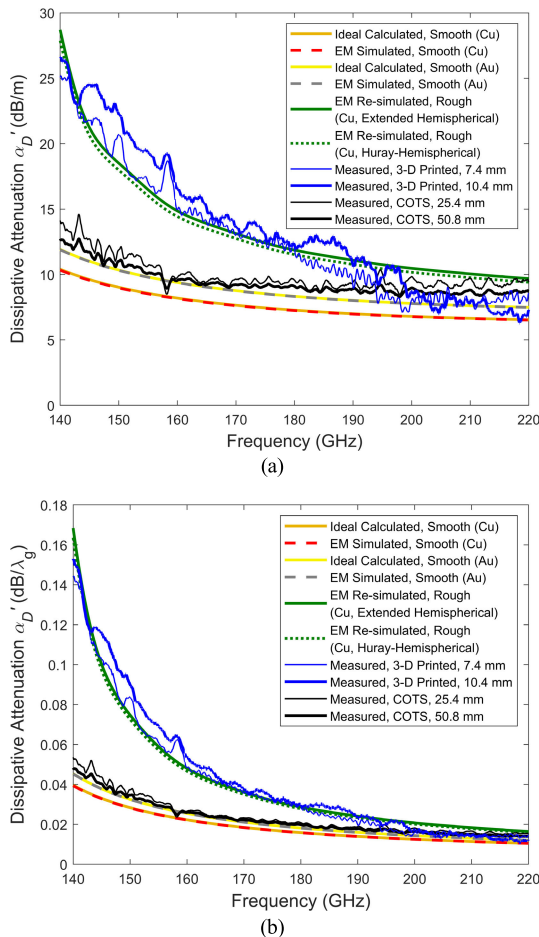 (a)
30
25
20
15
10
5
0
Dissipative Attenuation α_D′ (dB/m)
Ideal Calculated, Smooth (Cu)
EM Simulated, Smooth (Cu)
Ideal Calculated, Smooth (Au)
EM Simulated, Smooth (Au)
EM Re-simulated, Rough
(Cu, Extended Hemispherical)
EM Re-simulated, Rough
(Cu, Huray-Hemispherical)
Measured, 3-D Printed, 7.4 mm
Measured, 3-D Printed, 10.4 mm
Measured, COTS, 25.4 mm
Measured, COTS, 50.8 mm
140 150 160 170 180 190 200 210 220
Frequency (GHz)
0.18
0.16
0.14
0.12
0.1
0.08
0.06
0.04
0.02
0
Dissipative Attenuation α_D′ (dB/λ_g)
Ideal Calculated, Smooth (Cu)
EM Simulated, Smooth (Cu)
Ideal Calculated, Smooth (Au)
EM Simulated, Smooth (Au)
EM Re-simulated, Rough
(Cu, Extended Hemispherical)
EM Re-simulated, Rough
(Cu, Huray-Hemispherical)
Measured, 3-D Printed, 7.4 mm
Measured, 3-D Printed, 10.4 mm
Measured, COTS, 25.4 mm
Measured, COTS, 50.8 mm
140 150 160 170 180 190 200 210 220
Frequency (GHz)
(b)